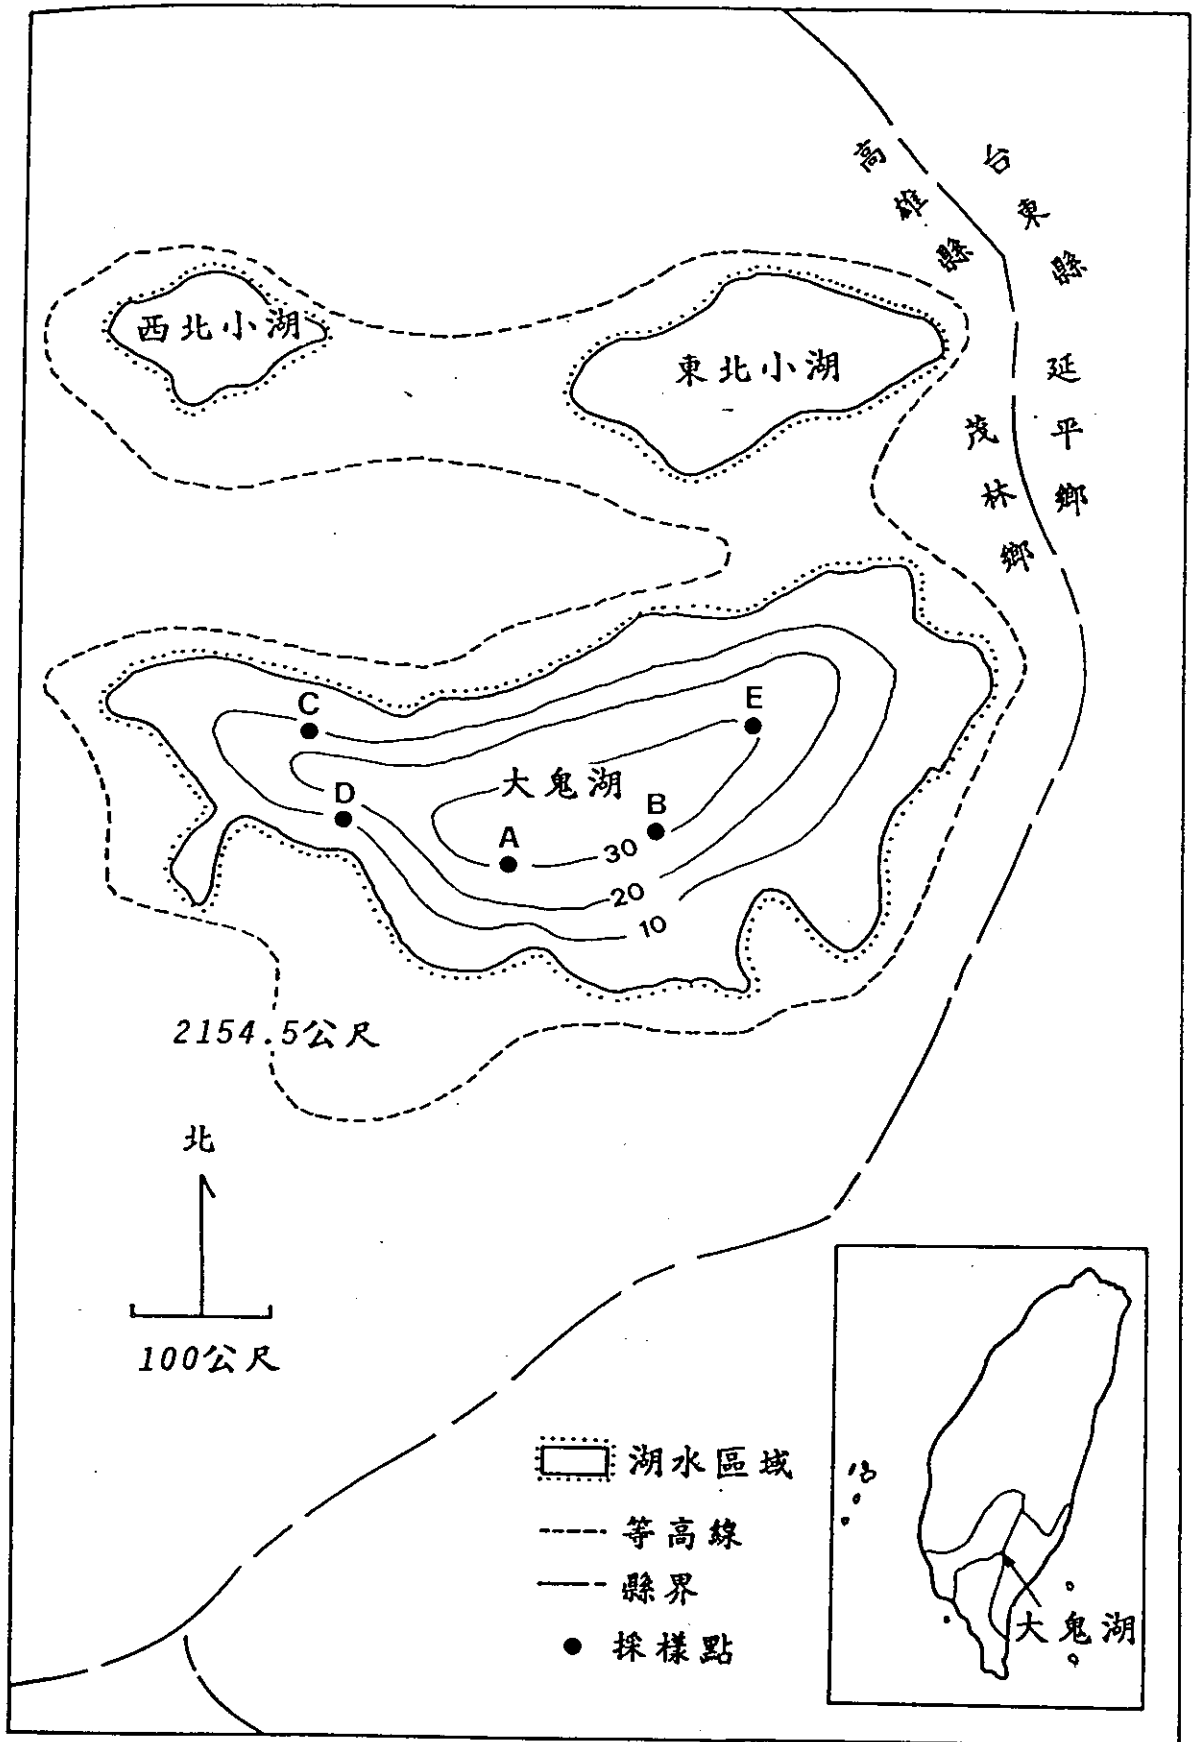 高雄縣
台東縣
西北小湖
東北小湖
延平鄉
茂林鄉
C
E
大鬼湖
D
B
A
30
20
10
2154.5公尺
北
100公尺
湖水區域
等高線
縣界
採樣點
大鬼湖